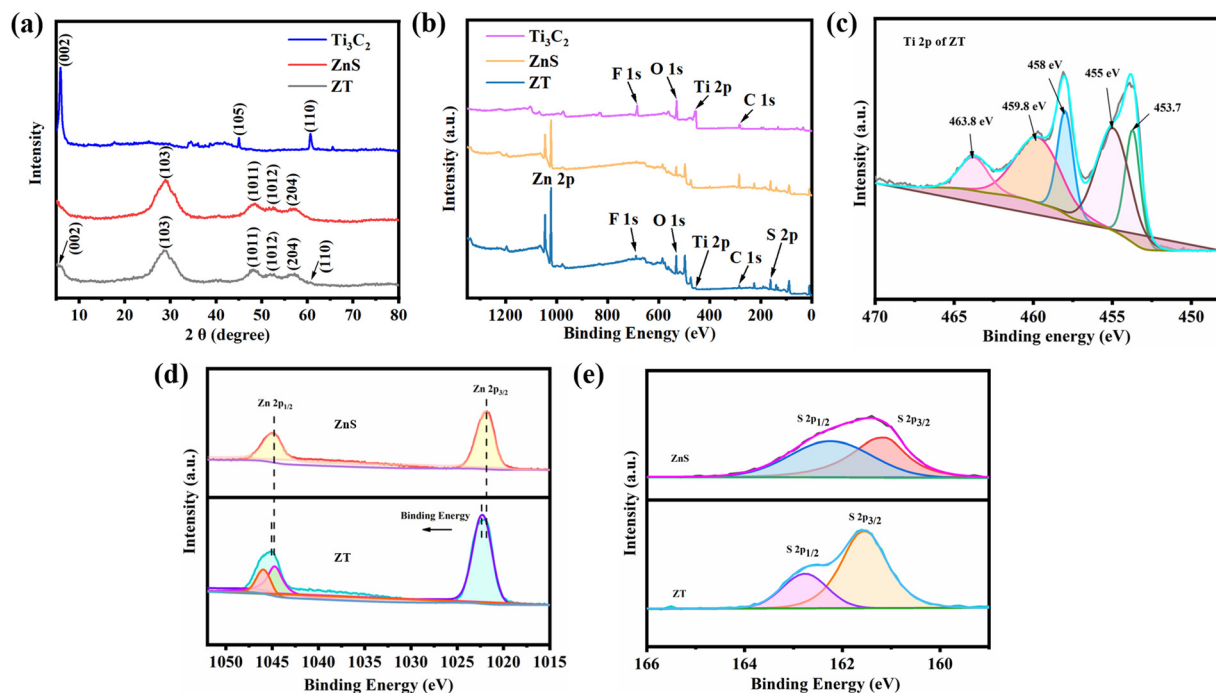 (a)
Ti3C2
ZnS
ZT
(002)
(105)
(110)
(103)
(1011)
(1012)
(204)
(002)
(103)
(1011)
(1012)
(204)
(110)
Intensity
0 10 20 30 40 50 60 70 80
2 θ (degree)
(b)
Ti3C2
ZnS
ZT
F 1s
O 1s
Ti 2p
C 1s
Zn 2p
F 1s
O 1s
Ti 2p
C 1s
S 2p
Intensity (a.u.)
1200 1000 800 600 400 200 0
Binding Energy (eV)
(c)
Ti 2p of ZT
463.8 eV
459.8 eV
458 eV
455 eV
453.7
Intensity (a.u.)
470 465 460 455 450
Binding energy (eV)
(d)
Zn 2p1/2
Zn 2p3/2
ZnS
Binding Energy
ZT
Intensity (a.u.)
1050 1045 1040 1035 1030 1025 1020 1015
Binding Energy (eV)
(e)
S 2p1/2
S 2p3/2
ZnS
S 2p1/2
S 2p3/2
ZT
Intensity (a.u.)
166 164 162 160
Binding Energy (eV)